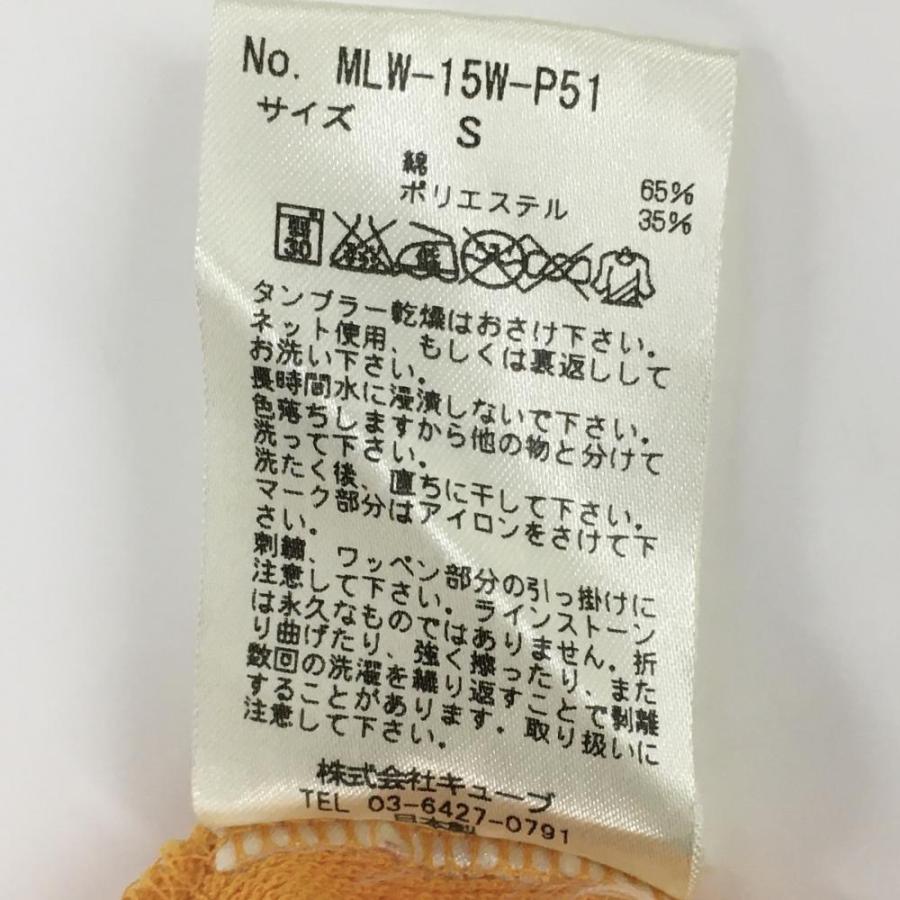 No. MLW-15W-P51
サイズ S
綿 65%
ポリエステル 35%
弱 30
タンブラー乾燥はおさけ下さい。
ネット使用、もしくは裏返しして
お洗い下さい。
長時間水に浸漬しないで下さい。
色落ちしますから他の物と分けて
洗って下さい。
洗たく後、直ちに干して下さい。
マーク部分はアイロンをさけて下
さい。
刺繍、ワッペン部分の引っ掛けに
注意して下さい。ラインストーン
は永久なものではありません。折
り曲げたり、強く擦ったり、また
数回の洗濯を繰り返すことで剥離
することがあります。取り扱いに
注意して下さい。
株式会社キューブ
TEL 03-6427-0791
日本製